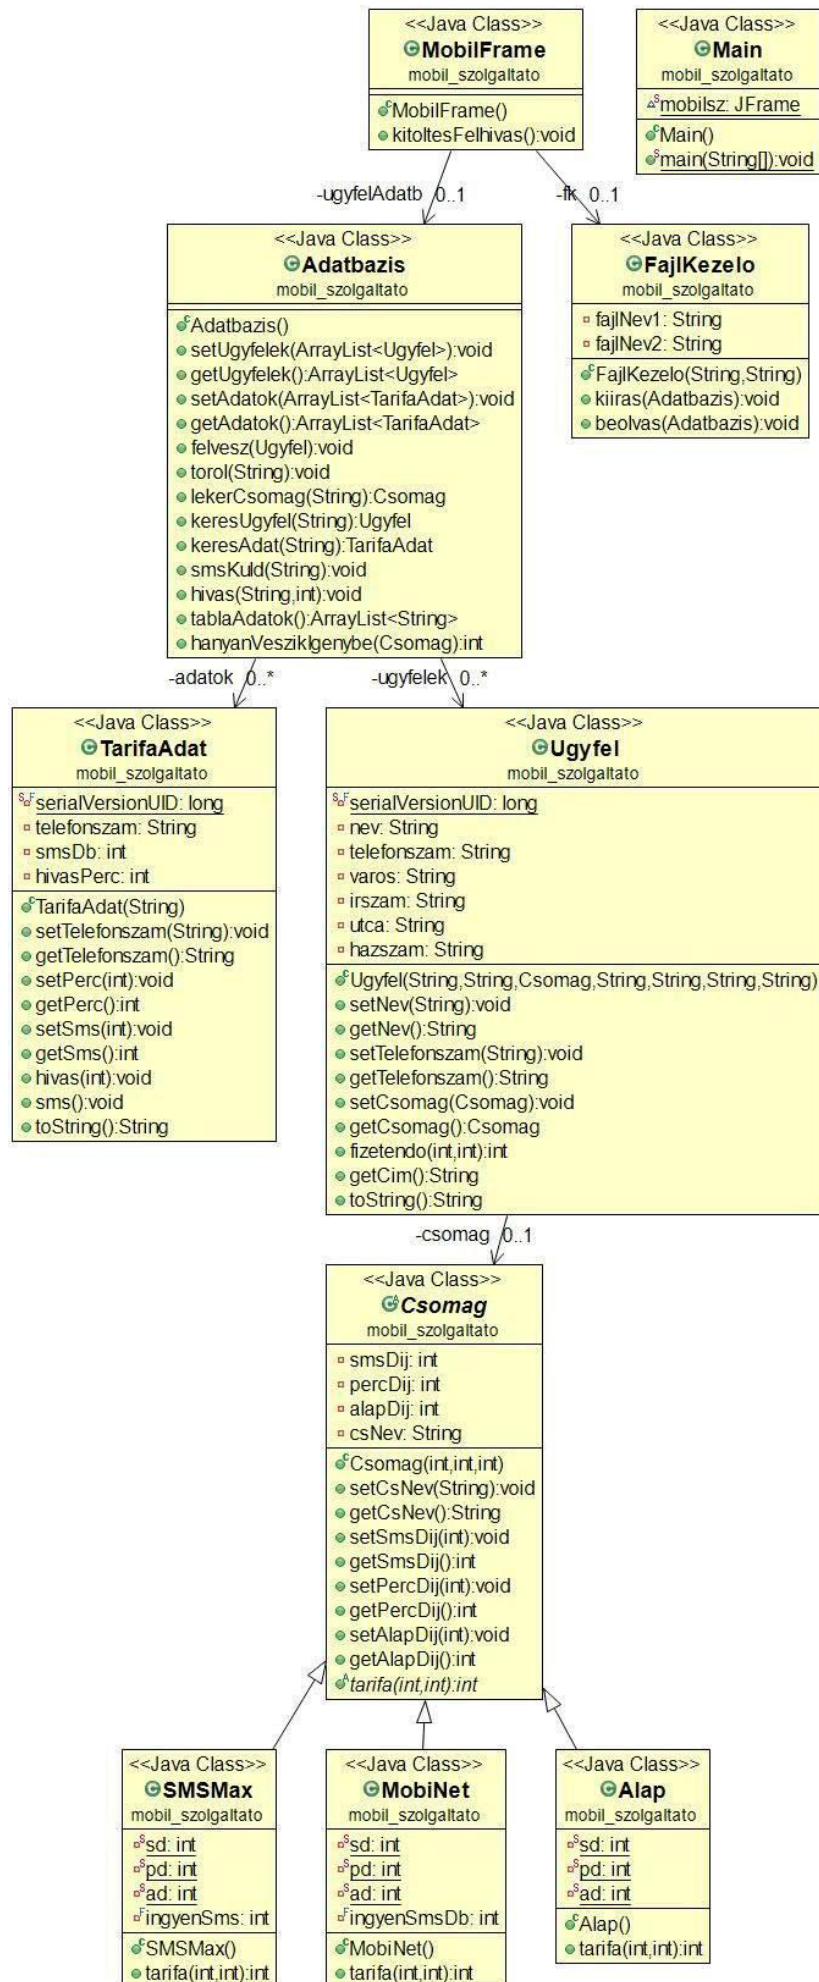 <<Java Class>>
MobilFrame
mobil_szolgaltato
MobilFrame()
kitoltesFelhivas():void
<<Java Class>>
Main
mobil_szolgaltato
mobilsz: JFrame
Main()
main(String[]):void
-ugyfelAdatb 0..1
-fk 0..1
<<Java Class>>
Adatbazis
mobil_szolgaltato
Adatbazis()
setUgyfelek(ArrayList<Ugyfel>):void
getUgyfelek():ArrayList<Ugyfel>
setAdatok(ArrayList<TarifaAdat>):void
getAdatok():ArrayList<TarifaAdat>
felvesz(Ugyfel):void
torol(String):void
lekerCsomag(String):Csomag
keresUgyfel(String):Ugyfel
keresAdat(String):TarifaAdat
smsKuld(String):void
hivas(String,int):void
tablaAdatok():ArrayList<String>
hanyanVeszikIgenybe(Csomag):int
<<Java Class>>
FajlKezelo
mobil_szolgaltato
fajlNev1: String
fajlNev2: String
FajlKezelo(String,String)
kiiras(Adatbazis):void
beolvas(Adatbazis):void
-adatok 0..*
-ugyfelek 0..*
<<Java Class>>
TarifaAdat
mobil_szolgaltato
serialVersionUID: long
telefonszam: String
smsDb: int
hivasPerc: int
TarifaAdat(String)
setTelefonszam(String):void
getTelefonszam():String
setPerc(int):void
getPerc():int
setSms(int):void
getSms():int
hivas(int):void
sms():void
toString():String
<<Java Class>>
Ugyfel
mobil_szolgaltato
serialVersionUID: long
nev: String
telefonszam: String
varos: String
irszam: String
utca: String
hazszam: String
Ugyfel(String,String,Csomag,String,String,String,String)
setNev(String):void
getNev():String
setTelefonszam(String):void
getTelefonszam():String
setCsomag(Csomag):void
getCsomag():Csomag
fizetendo(int,int):int
getCim():String
toString():String
-csomag 0..1
<<Java Class>>
Csomag
mobil_szolgaltato
smsDij: int
percDij: int
alapDij: int
csNev: String
Csomag(int,int,int)
setCsNev(String):void
getCsNev():String
setSmsDij(int):void
getSmsDij():int
setPercDij(int):void
getPercDij():int
setAlapDij(int):void
getAlapDij():int
tarifa(int,int):int
<<Java Class>>
SMSMax
mobil_szolgaltato
sd: int
pd: int
ad: int
ingyenSms: int
SMSMax()
tarifa(int,int):int
<<Java Class>>
MobiNet
mobil_szolgaltato
sd: int
pd: int
ad: int
ingyenSmsDb: int
MobiNet()
tarifa(int,int):int
<<Java Class>>
Alap
mobil_szolgaltato
sd: int
pd: int
ad: int
Alap()
tarifa(int,int):int